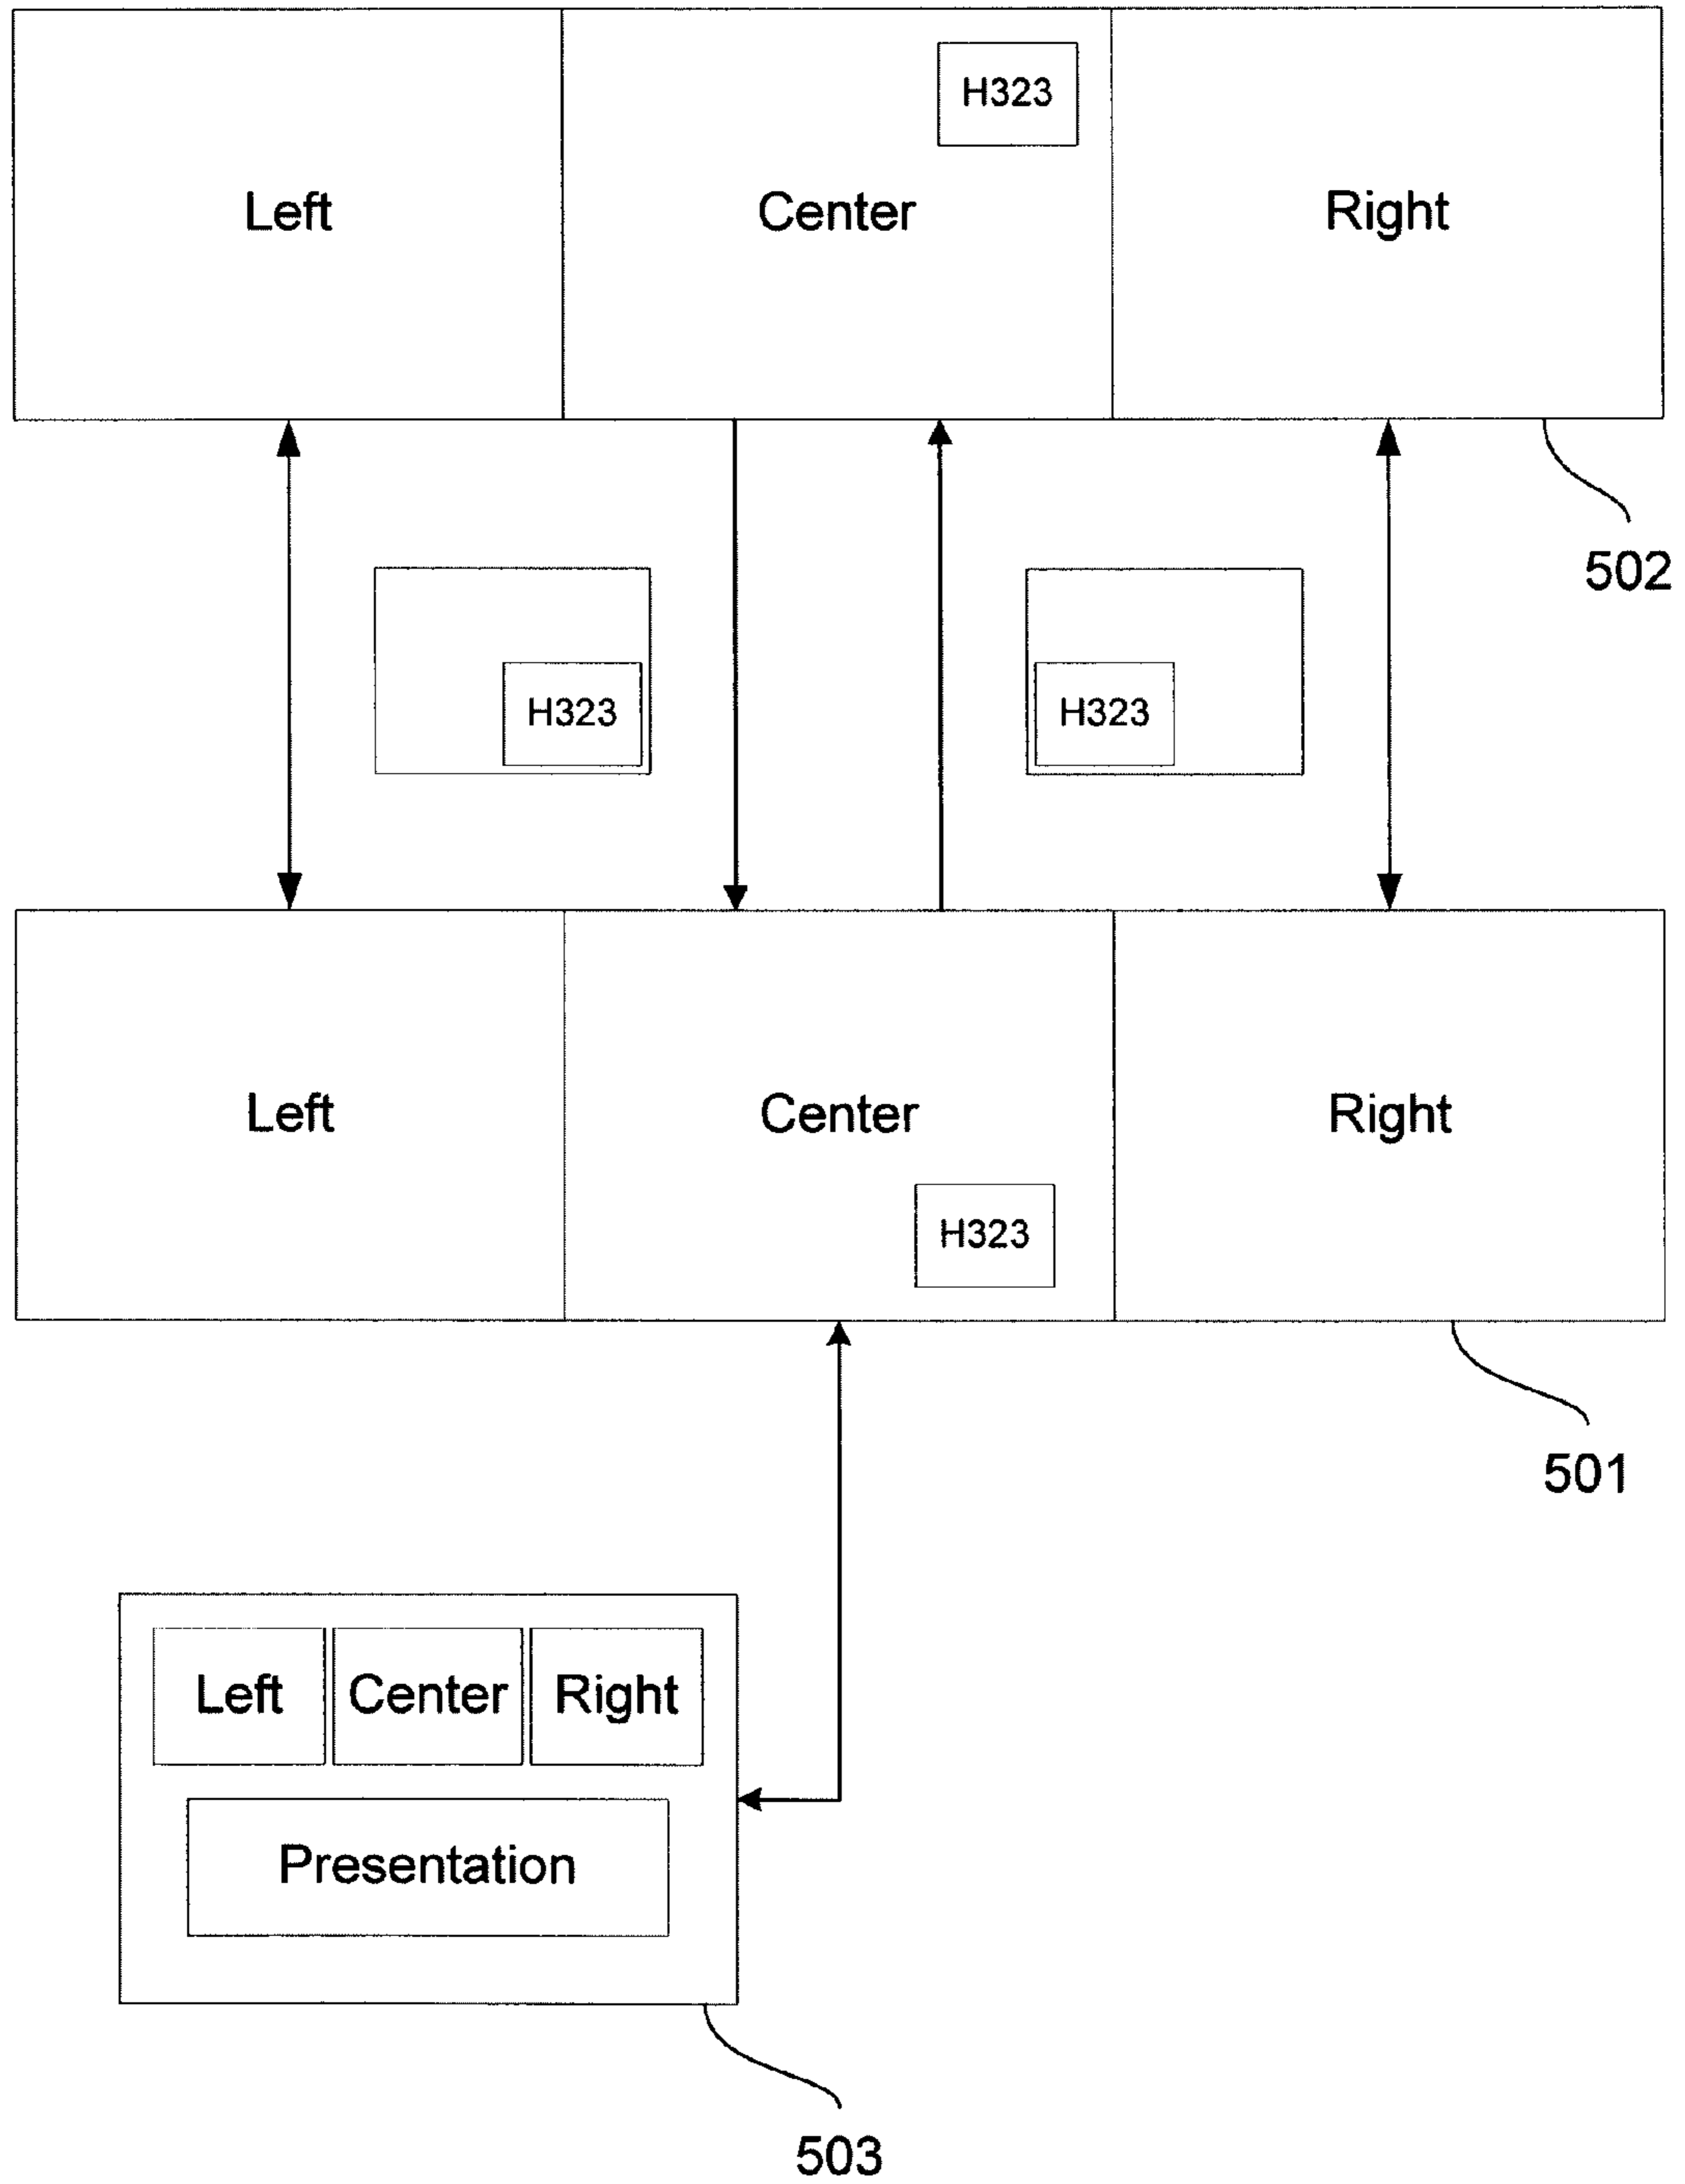 H323
Left
Center
Right
502
H323
H323
Left
Center
Right
H323
501
Left
Center
Right
Presentation
503